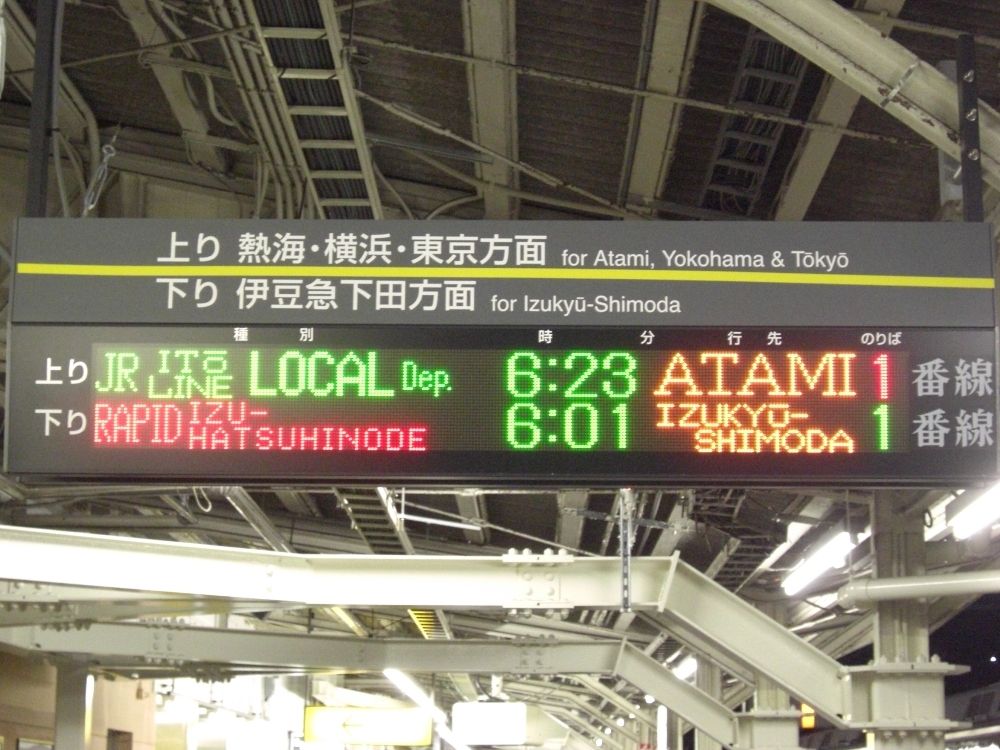 上り 熱海・横浜・東京方面 for Atami, Yokohama & Tōkyō
下り 伊豆急下田方面 for Izukyū-Shimoda
種別 時 分 行先 のりば
上り JR ITō LINE LOCAL Dep. 6:23 ATAMI 1 番線
下り RAPID IZU-HATSUHINODE 6:01 IZUKYŪ-SHIMODA 1 番線